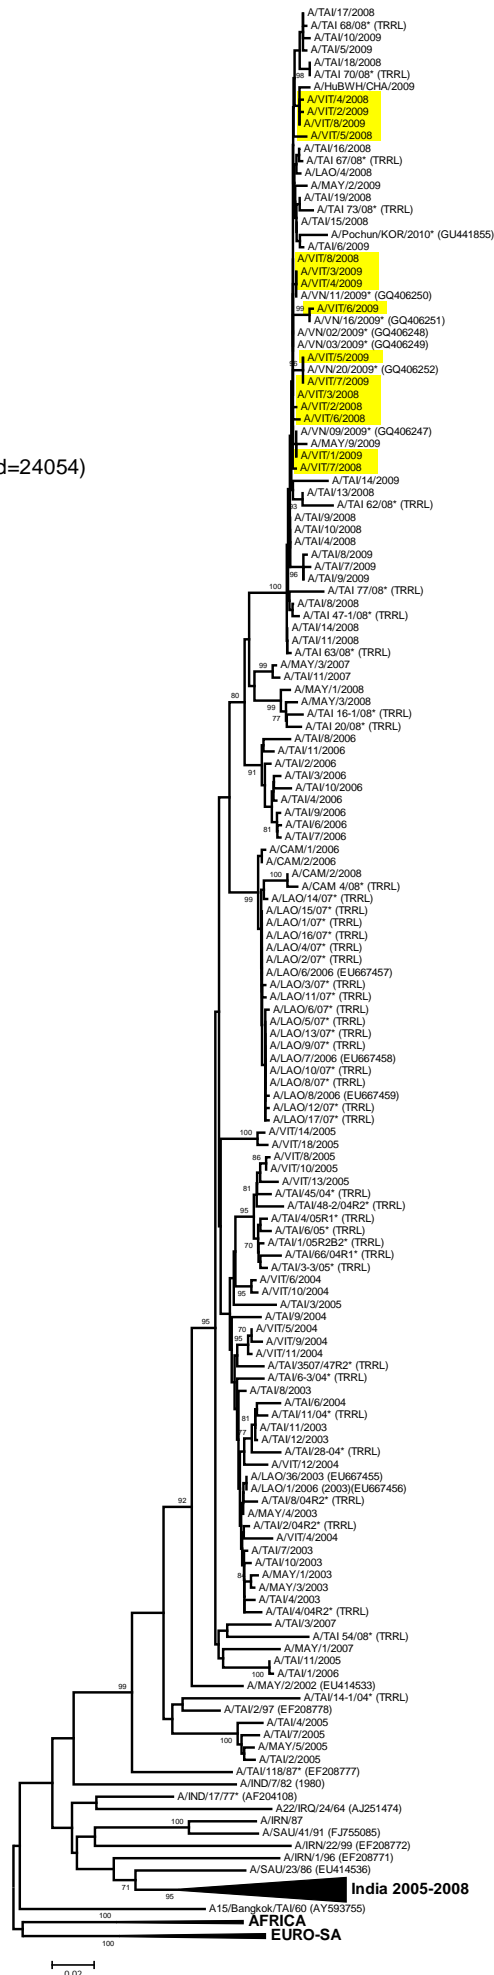 A/TAI/17/2008
A/TAI 68/08* (TRRL)
A/TAI/10/2009
A/TAI/5/2009
A/TAI/18/2008
98
A/TAI 70/08* (TRRL)
A/HuBWH/CHA/2009
A/VIT/4/2008
A/VIT/2/2009
A/VIT/8/2009
A/VIT/5/2008
A/TAI/16/2008
A/TAI 67/08* (TRRL)
A/LAO/4/2008
A/MAY/2/2009
A/TAI/19/2008
A/TAI 73/08* (TRRL)
A/TAI/15/2008
A/Pochun/KOR/2010* (GU441855)
A/TAI/6/2009
A/VIT/8/2008
A/VIT/3/2009
A/VIT/4/2009
A/VN/11/2009* (GQ406250)
99
A/VIT/6/2009
A/VN/16/2009* (GQ406251)
A/VN/02/2009* (GQ406248)
A/VN/03/2009* (GQ406249)
A/VIT/5/2009
A/VN/20/2009* (GQ406252)
A/VIT/7/2009
A/VIT/3/2008
A/VIT/2/2008
A/VIT/6/2008
A/VN/09/2009* (GQ406247)
A/MAY/9/2009
A/VIT/1/2009
A/VIT/7/2008
d=24054)
A/TAI/14/2009
A/TAI/13/2008
93
A/TAI 62/08* (TRRL)
A/TAI/9/2008
A/TAI/10/2008
A/TAI/4/2008
A/TAI/8/2009
A/TAI/7/2009
96
A/TAI/9/2009
100
A/TAI 77/08* (TRRL)
A/TAI/8/2008
A/TAI 47-1/08* (TRRL)
A/TAI/14/2008
A/TAI/11/2008
A/TAI 63/08* (TRRL)
99
A/MAY/3/2007
A/TAI/11/2007
A/MAY/1/2008
80
99
A/MAY/3/2008
A/TAI 16-1/08* (TRRL)
77
A/TAI 20/08* (TRRL)
A/TAI/8/2006
A/TAI/11/2006
A/TAI/2/2006
91
A/TAI/3/2006
A/TAI/10/2006
A/TAI/4/2006
A/TAI/9/2006
A/TAI/6/2006
81
A/TAI/7/2006
A/CAM/1/2006
A/CAM/2/2006
100
A/CAM/2/2008
A/CAM 4/08* (TRRL)
99
A/LAO/14/07* (TRRL)
A/LAO/15/07* (TRRL)
A/LAO/1/07* (TRRL)
A/LAO/16/07* (TRRL)
A/LAO/4/07* (TRRL)
A/LAO/2/07* (TRRL)
A/LAO/6/2006 (EU667457)
A/LAO/3/07* (TRRL)
A/LAO/11/07* (TRRL)
A/LAO/6/07* (TRRL)
A/LAO/5/07* (TRRL)
A/LAO/13/07* (TRRL)
A/LAO/9/07* (TRRL)
A/LAO/7/2006 (EU667458)
A/LAO/10/07* (TRRL)
A/LAO/8/07* (TRRL)
A/LAO/8/2006 (EU667459)
A/LAO/12/07* (TRRL)
A/LAO/17/07* (TRRL)
100
A/VIT/14/2005
A/VIT/18/2005
86
A/VIT/8/2005
A/VIT/10/2005
A/VIT/13/2005
81
A/TAI/45/04* (TRRL)
A/TAI/48-2/04R2* (TRRL)
95
A/TAI/4/05R1* (TRRL)
A/TAI/6/05* (TRRL)
A/TAI/1/05R2B2* (TRRL)
70
A/TAI/66/04R1* (TRRL)
A/TAI/3-3/05* (TRRL)
A/VIT/6/2004
95
A/VIT/10/2004
A/TAI/3/2005
A/TAI/9/2004
95
70
A/VIT/5/2004
95
A/VIT/9/2004
A/VIT/11/2004
A/TAI/3507/47R2* (TRRL)
A/TAI/6-3/04* (TRRL)
A/TAI/8/2003
A/TAI/6/2004
81
A/TAI/11/04* (TRRL)
A/TAI/11/2003
77
A/TAI/12/2003
A/TAI/28-04* (TRRL)
A/VIT/12/2004
A/LAO/36/2003 (EU667455)
A/LAO/1/2006 (2003)(EU667456)
A/TAI/8/04R2* (TRRL)
92
A/MAY/4/2003
A/TAI/2/04R2* (TRRL)
A/VIT/4/2004
A/TAI/7/2003
A/TAI/10/2003
A/MAY/1/2003
A/MAY/3/2003
A/TAI/4/2003
A/TAI/4/04R2* (TRRL)
A/TAI/3/2007
A/TAI 54/08* (TRRL)
A/MAY/1/2007
A/TAI/11/2005
100
A/TAI/1/2006
99
A/MAY/2/2002 (EU414533)
A/TAI/14-1/04* (TRRL)
A/TAI/2/97 (EF208778)
A/TAI/4/2005
A/TAI/7/2005
100
A/MAY/5/2005
A/TAI/2/2005
A/TAI/118/87* (EF208777)
A/IND/7/82 (1980)
A/IND/17/77* (AF204108)
A22/IRQ/24/64 (AJ251474)
100
A/IRN/87
A/SAU/41/91 (FJ755085)
A/IRN/22/99 (EF208772)
A/IRN/1/96 (EF208771)
A/SAU/23/86 (EU414536)
71
95
India 2005-2008
A15/Bangkok/TAI/60 (AY593755)
100
AFRICA
100
EURO-SA
0.02